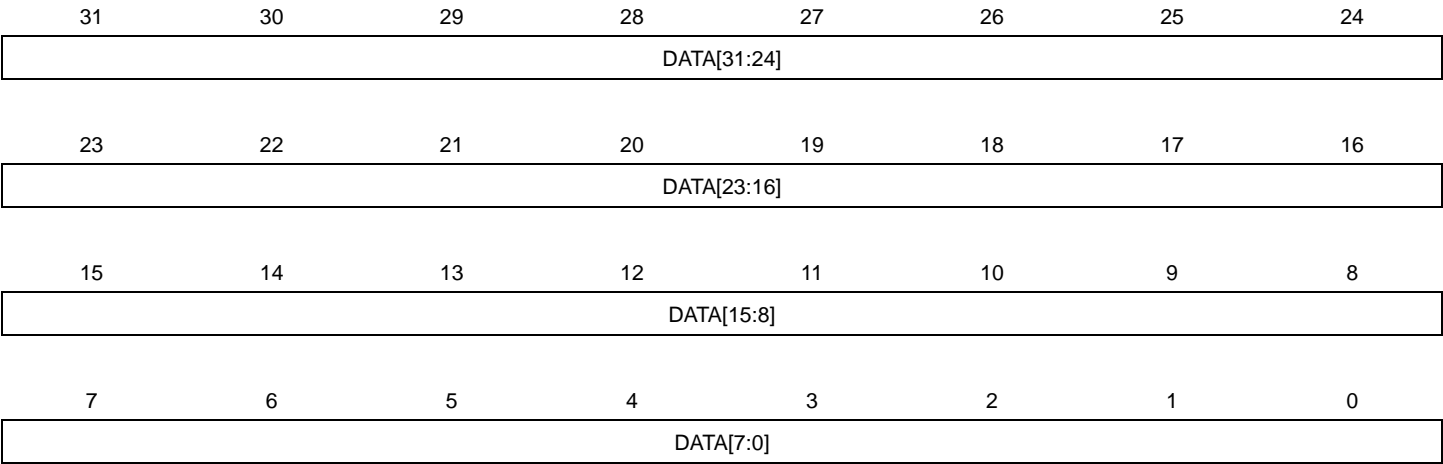 31 30 29 28 27 26 25 24
DATA[31:24]
23 22 21 20 19 18 17 16
DATA[23:16]
15 14 13 12 11 10 9 8
DATA[15:8]
7 6 5 4 3 2 1 0
DATA[7:0]